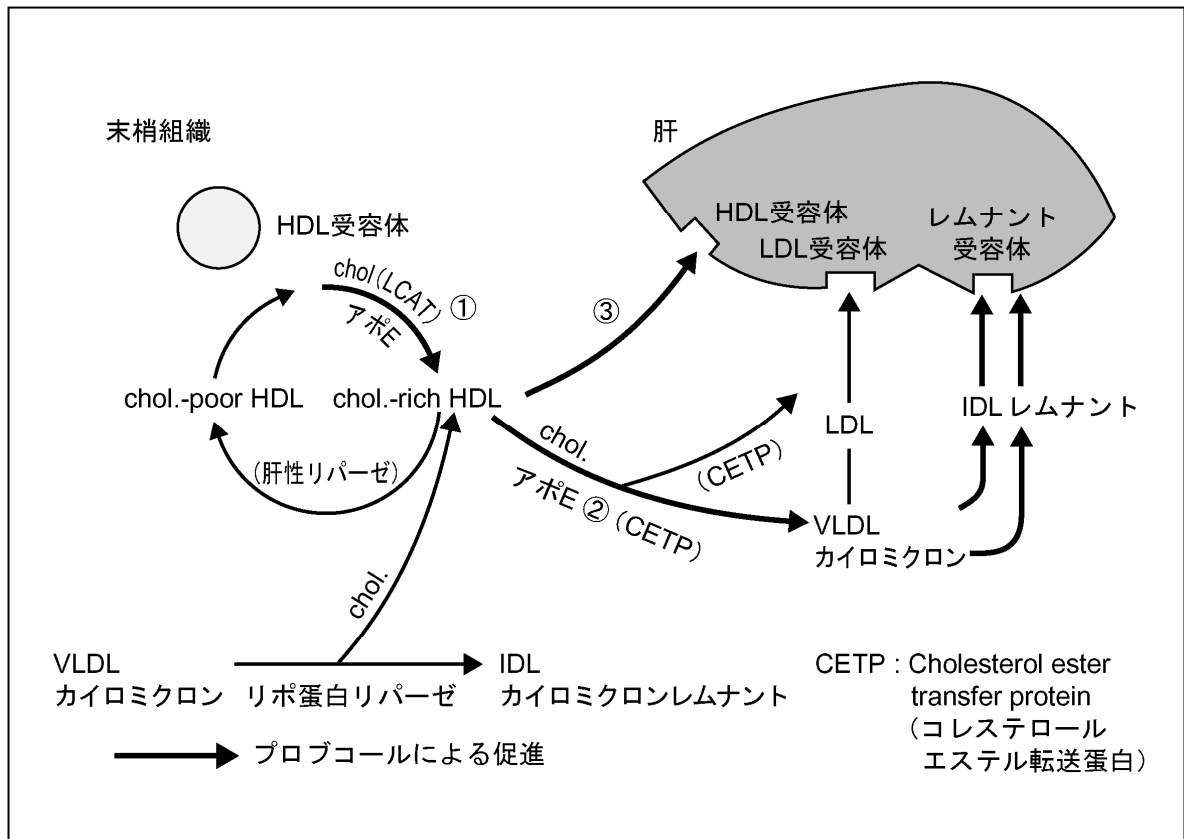 末梢組織
肝
HDL受容体
HDL受容体
LDL受容体
レムナント
受容体
chol(LCAT) ①
アポE
③
chol.-poor HDL
chol.-rich HDL
(肝性リパーゼ)
chol.
アポE ② (CETP)
(CETP)
LDL
IDL レムナント
VLDL
カイロミクロン
chol.
VLDL
カイロミクロン
リポ蛋白リパーゼ
IDL
カイロミクロンレムナント
CETP : Cholesterol ester
transfer protein
(コレステロール
エステル転送蛋白)
プロブコールによる促進